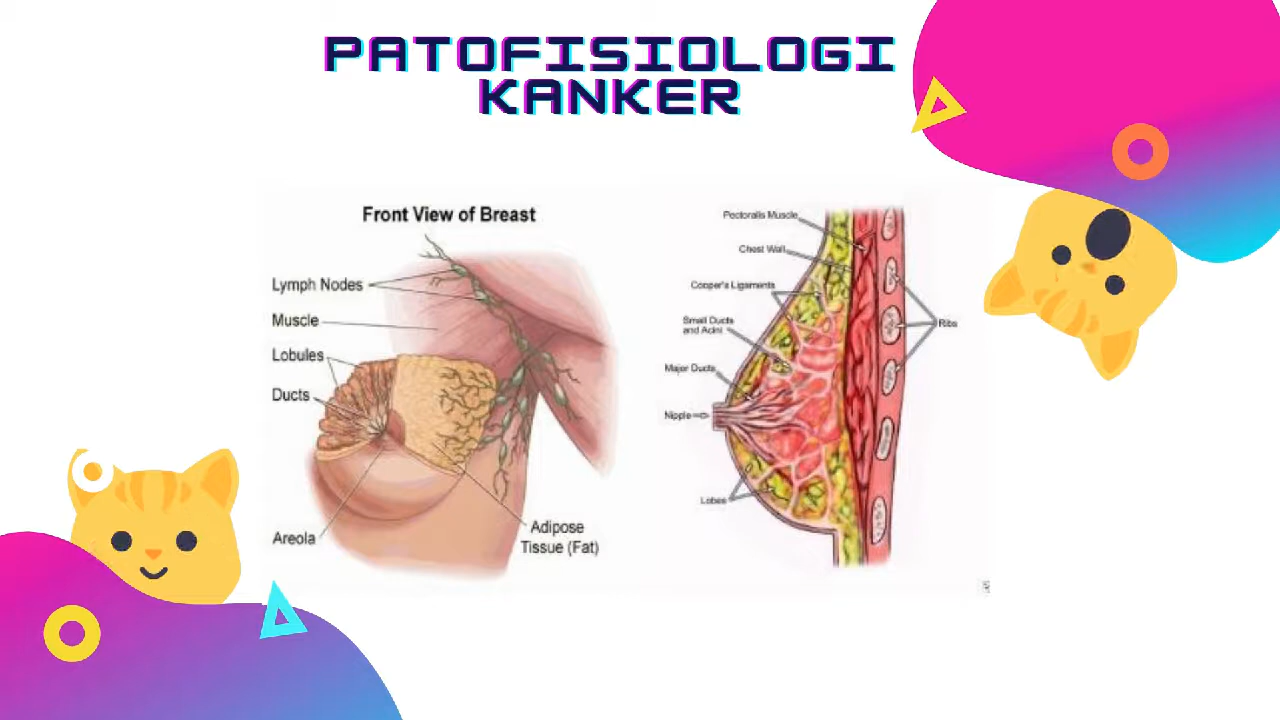 PATOFISIOLOGI
KANKER
Front View of Breast
Lymph Nodes
Muscle
Lobules
Ducts
Areola
Adipose
Tissue (Fat)
Pectoralis Muscle
Chest Wall
Cooper's Ligaments
Small Ducts
and Acini
Major Ducts
Nipple
Lobes
Ribs